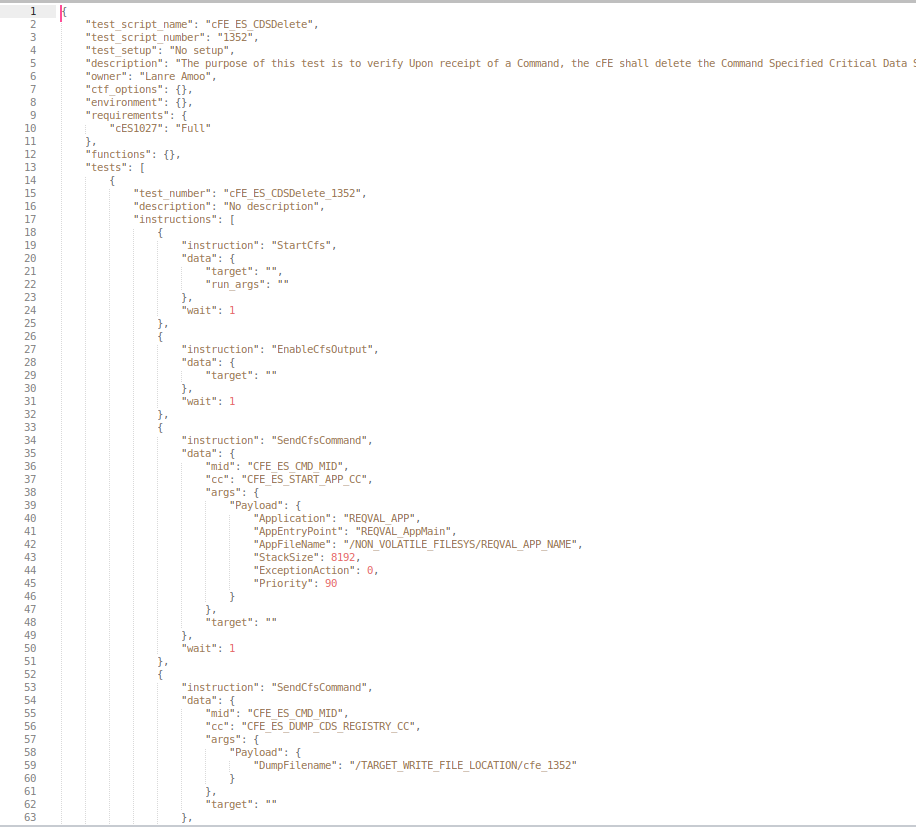 1 {
2 "test_script_name": "cFE_ES_CDSDelete",
3 "test_script_number": "1352",
4 "test_setup": "No setup",
5 "description": "The purpose of this test is to verify Upon receipt of a Command, the cFE shall delete the Command Specified Critical Data S
6 "owner": "Lanre Amoo",
7 "ctf_options": {},
8 "environment": {},
9 "requirements": {
10 "cES1027": "Full"
11 },
12 "functions": {},
13 "tests": [
14 {
15 "test_number": "cFE_ES_CDSDelete_1352",
16 "description": "No description",
17 "instructions": [
18 {
19 "instruction": "StartCfs",
20 "data": {
21 "target": "",
22 "run_args": ""
23 },
24 "wait": 1
25 },
26 {
27 "instruction": "EnableCfsOutput",
28 "data": {
29 "target": ""
30 },
31 "wait": 1
32 },
33 {
34 "instruction": "SendCfsCommand",
35 "data": {
36 "mid": "CFE_ES_CMD_MID",
37 "cc": "CFE_ES_START_APP_CC",
38 "args": {
39 "Payload": {
40 "Application": "REQVAL_APP",
41 "AppEntryPoint": "REQVAL_AppMain",
42 "AppFileName": "/NON_VOLATILE_FILESYS/REQVAL_APP_NAME",
43 "StackSize": 8192,
44 "ExceptionAction": 0,
45 "Priority": 90
46 }
47 },
48 "target": ""
49 },
50 "wait": 1
51 },
52 {
53 "instruction": "SendCfsCommand",
54 "data": {
55 "mid": "CFE_ES_CMD_MID",
56 "cc": "CFE_ES_DUMP_CDS_REGISTRY_CC",
57 "args": {
58 "Payload": {
59 "DumpFilename": "/TARGET_WRITE_FILE_LOCATION/cfe_1352"
60 }
61 },
62 "target": ""
63 },